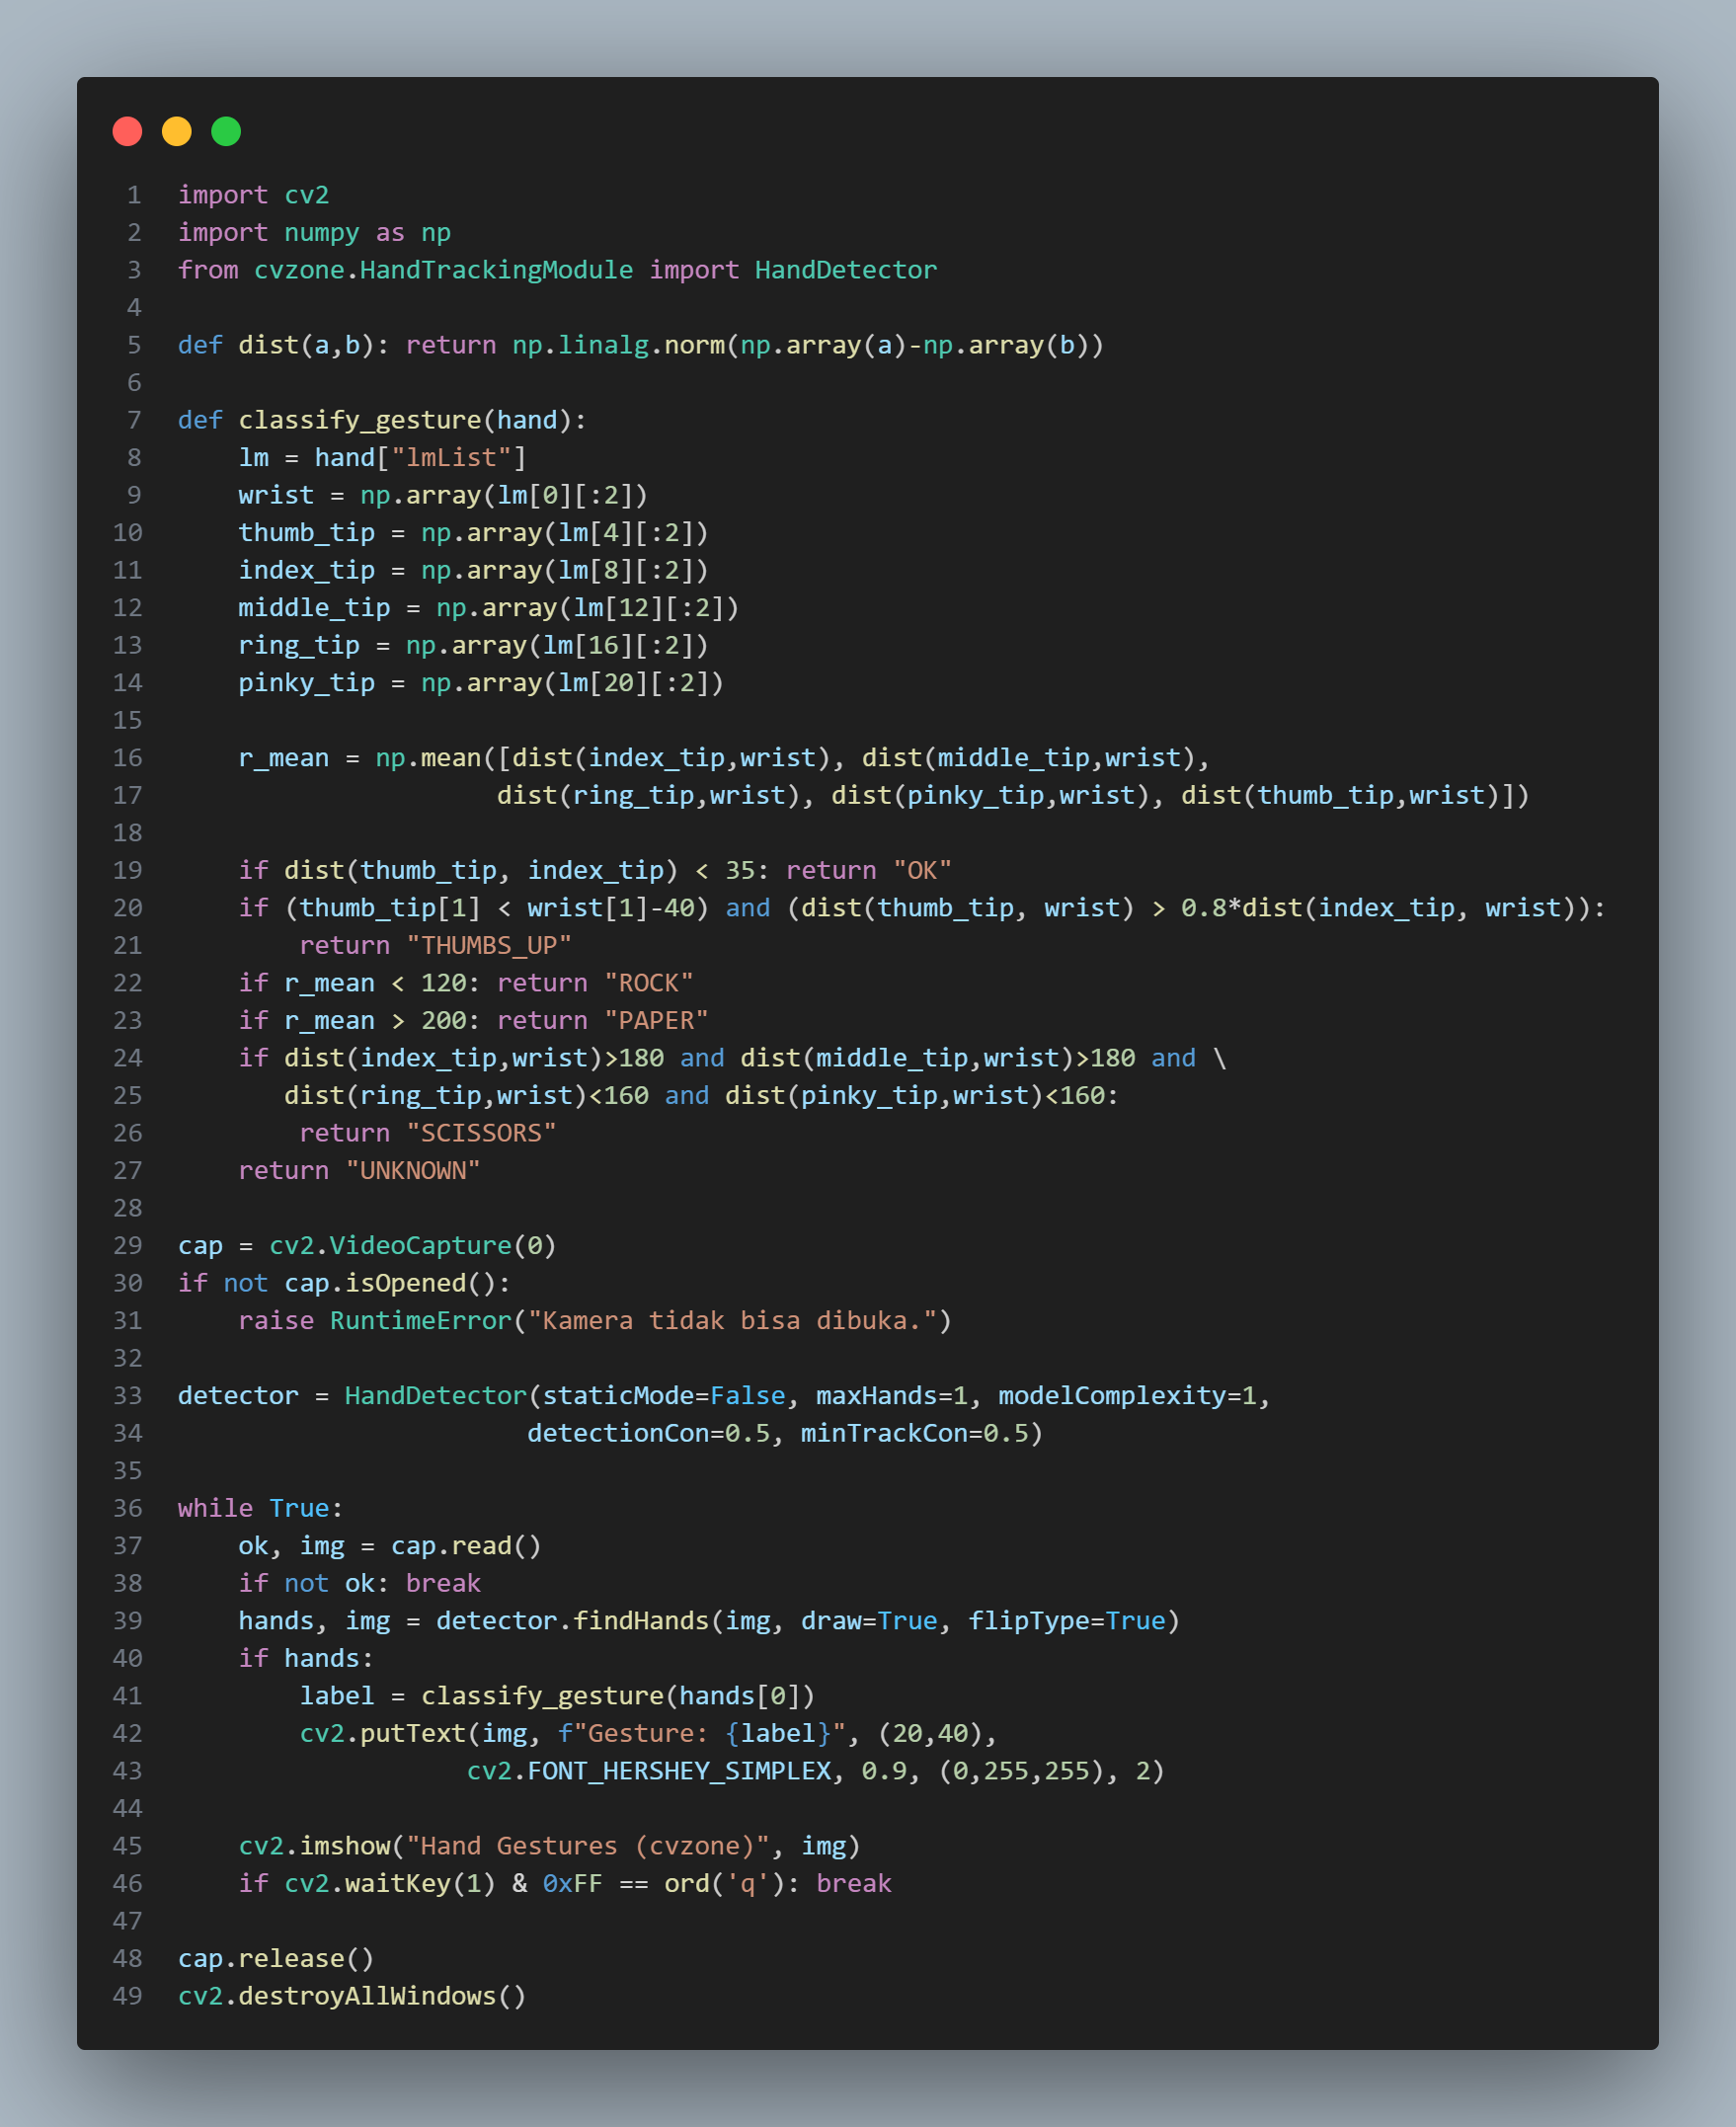 1 import cv2
2 import numpy as np
3 from cvzone.HandTrackingModule import HandDetector
4
5 def dist(a,b): return np.linalg.norm(np.array(a)-np.array(b))
6
7 def classify_gesture(hand):
8     lm = hand["lmList"]
9     wrist = np.array(lm[0][:2])
10     thumb_tip = np.array(lm[4][:2])
11     index_tip = np.array(lm[8][:2])
12     middle_tip = np.array(lm[12][:2])
13     ring_tip = np.array(lm[16][:2])
14     pinky_tip = np.array(lm[20][:2])
15
16     r_mean = np.mean([dist(index_tip,wrist), dist(middle_tip,wrist),
17                      dist(ring_tip,wrist), dist(pinky_tip,wrist), dist(thumb_tip,wrist)])
18
19     if dist(thumb_tip, index_tip) < 35: return "OK"
20     if (thumb_tip[1] < wrist[1]-40) and (dist(thumb_tip, wrist) > 0.8*dist(index_tip, wrist)):
21         return "THUMBS_UP"
22     if r_mean < 120: return "ROCK"
23     if r_mean > 200: return "PAPER"
24     if dist(index_tip,wrist)>180 and dist(middle_tip,wrist)>180 and \
25        dist(ring_tip,wrist)<160 and dist(pinky_tip,wrist)<160:
26         return "SCISSORS"
27     return "UNKNOWN"
28
29 cap = cv2.VideoCapture(0)
30 if not cap.isOpened():
31     raise RuntimeError("Kamera tidak bisa dibuka.")
32
33 detector = HandDetector(staticMode=False, maxHands=1, modelComplexity=1,
34                        detectionCon=0.5, minTrackCon=0.5)
35
36 while True:
37     ok, img = cap.read()
38     if not ok: break
39     hands, img = detector.findHands(img, draw=True, flipType=True)
40     if hands:
41         label = classify_gesture(hands[0])
42         cv2.putText(img, f"Gesture: {label}", (20,40),
43                    cv2.FONT_HERSHEY_SIMPLEX, 0.9, (0,255,255), 2)
44
45     cv2.imshow("Hand Gestures (cvzone)", img)
46     if cv2.waitKey(1) & 0xFF == ord('q'): break
47
48 cap.release()
49 cv2.destroyAllWindows()